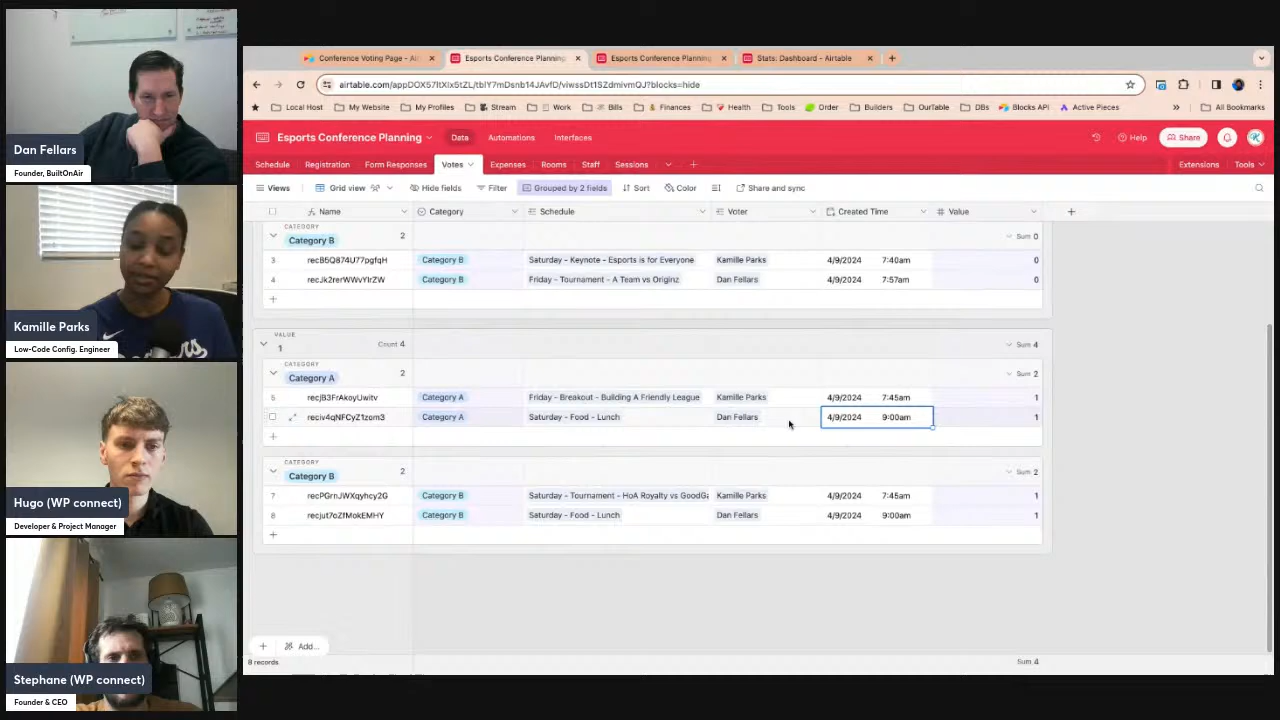 Dan Fellars
Founder, BuiltOnAir
Kamille Parks
Low-Code Config. Engineer
Hugo (WP connect)
Developer & Project Manager
Stephane (WP connect)
Founder & CEO
Conference Voting Page - Ai
Esports Conference Planning
Esports Conference Planning
Stats: Dashboard - Airtable
Local Host
My Website
My Profiles
Stream
Work
Bills
Finances
Health
Tools
Order
Builders
OurTable
DBs
Blocks API
Active Pieces
All Bookmarks
Esports Conference Planning
Data
Automations
Interfaces
Help
Share
Schedule
Registration
Form Responses
Votes
Expenses
Rooms
Staff
Sessions
Extensions
Tools
Views
Grid view
Hide fields
Filter
Grouped by 2 fields
Sort
Color
Share and sync
Name
Category
Schedule
Voter
Created Time
Value
CATEGORY
Category B 2 Sum 0
3 recB5Q874U77pgfqH Category B Saturday - Keynote - Esports is for Everyone Kamille Parks 4/9/2024 7:40am 0
4 Category B Friday - Tournament - A Team vs Originz Dan Fellars 4/9/2024 7:57am 0
VALUE
1 Count 4 Sum 4
CATEGORY
Category A 2 Sum 2
5 Category A Friday - Breakout - Building A Friendly League Kamille Parks 4/9/2024 7:45am 1
Category A Saturday - Food - Lunch Dan Fellars 4/9/2024 9:00am 1
CATEGORY
Category B 2 Sum 2
7 recPGrnJWXqyhcy2G Category B Saturday - Tournament - HoA Royalty vs GoodGa Kamille Parks 4/9/2024 7:45am 1
8 Category B Saturday - Food - Lunch Dan Fellars 4/9/2024 9:00am 1
Add...
8 records
Sum 4